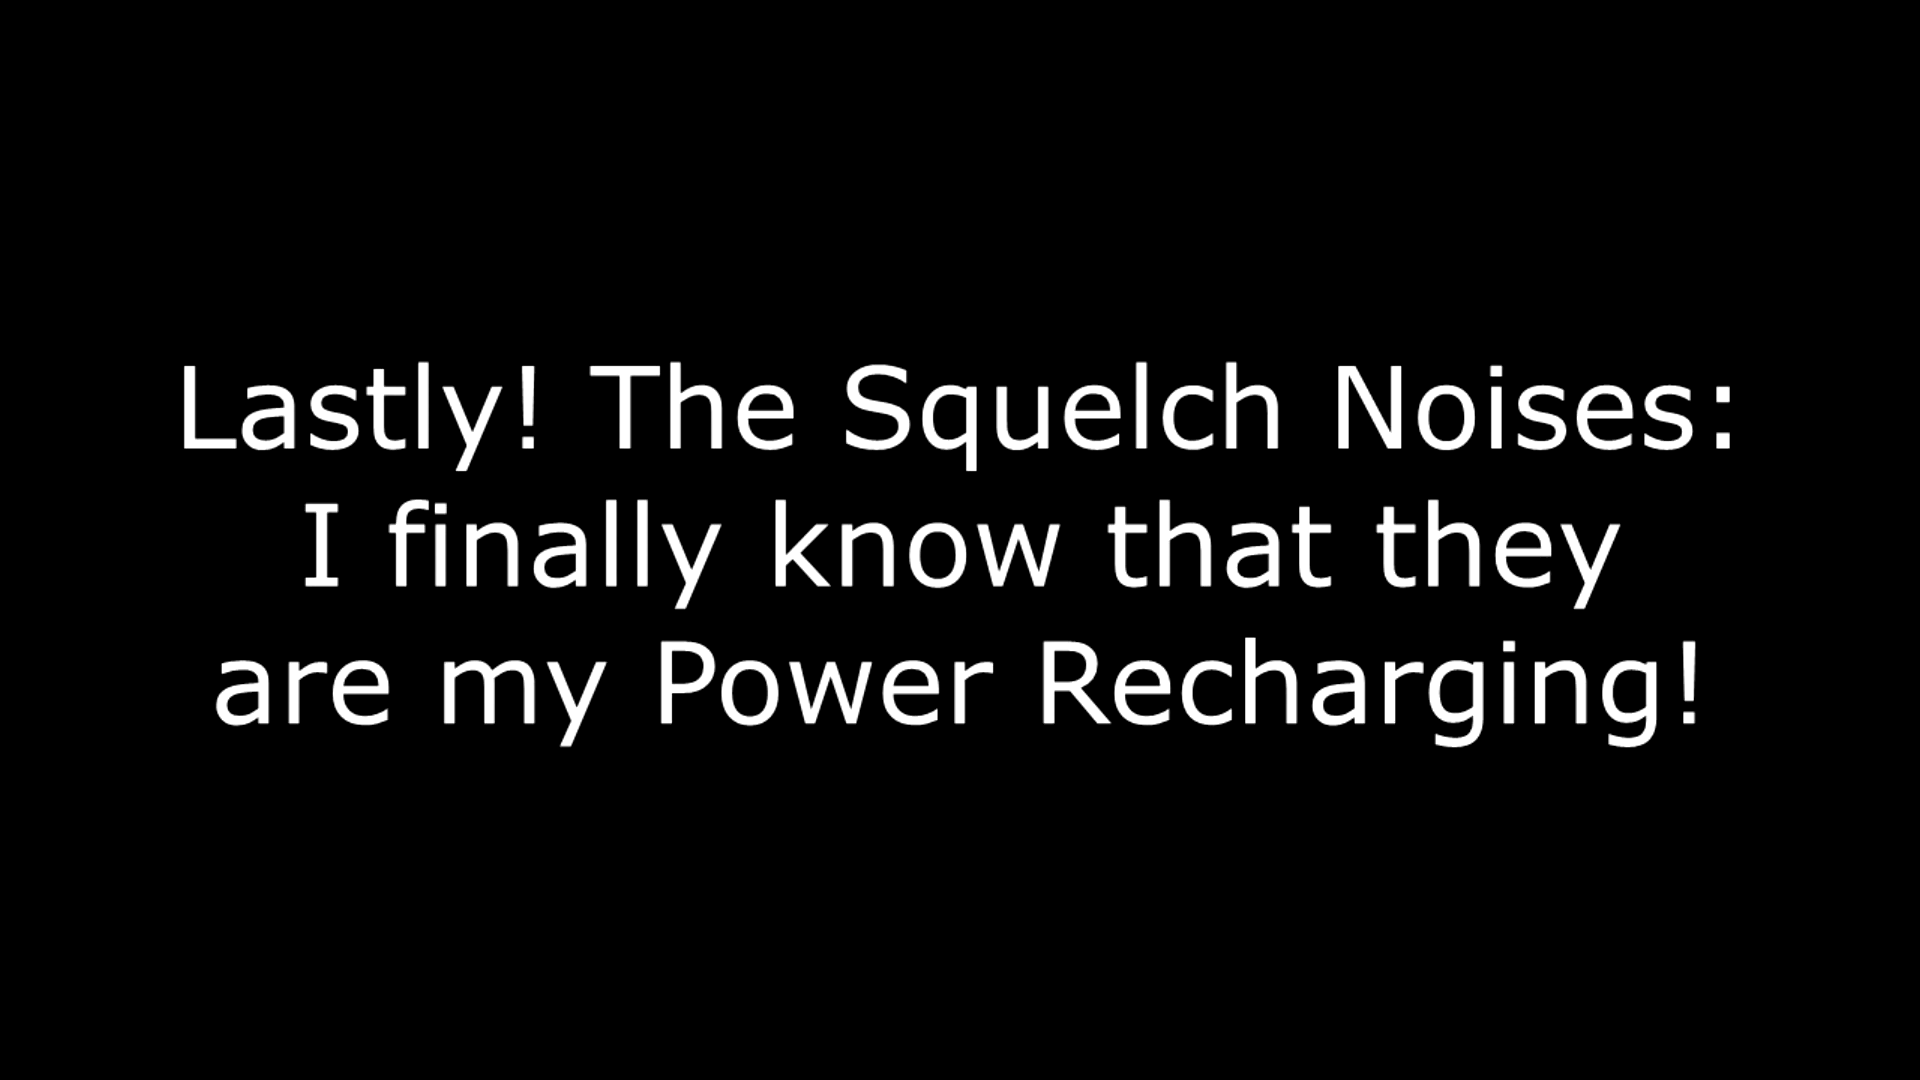 Lastly! The Squelch Noises:
I finally know that they
are my Power Recharging!